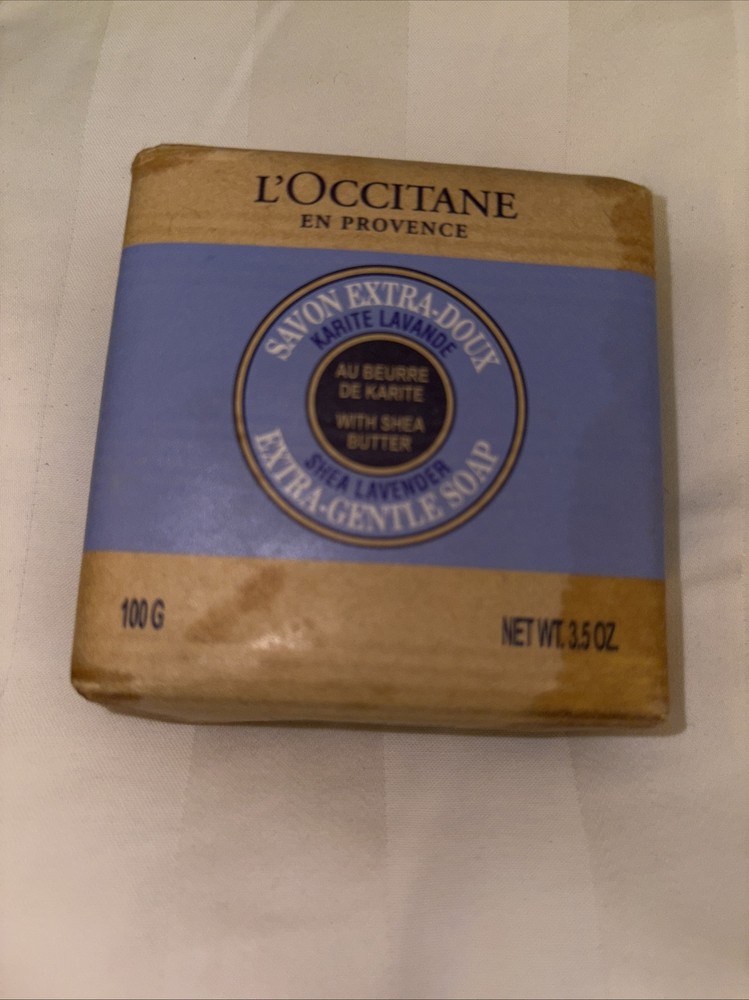 L'OCCITANE
EN PROVENCE
SAVON EXTRA-DOUX
KARITE LAVANDE
AU BEURRE
DE KARITE
WITH SHEA
BUTTER
SHEA LAVENDER
EXTRA-GENTLE SOAP
100 G
NET WT. 3.5 OZ.